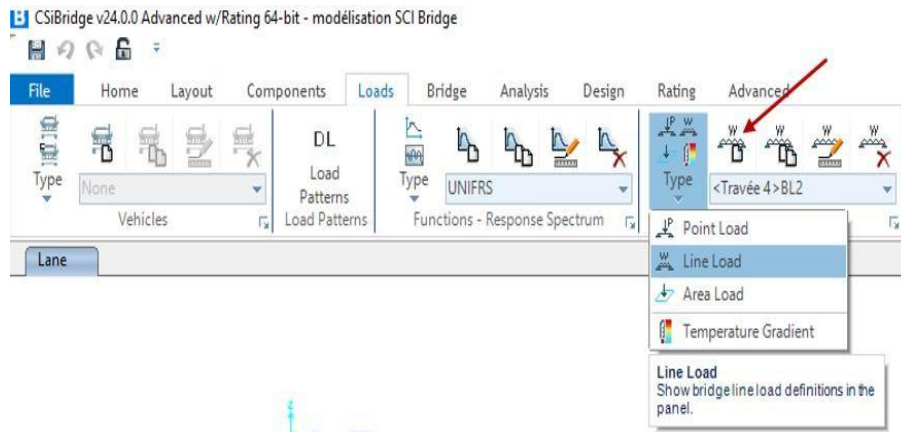 CSiBridge v24.0.0 Advanced w/Rating 64-bit - modélisation SCI Bridge
File Home Layout Components Loads Bridge Analysis Design Rating Advanced
Type
None
Vehicles
DL
Load
Patterns
Load Patterns
Type
UNIFRS
Functions - Response Spectrum
Type
<Travée 4>BL2
Point Load
Line Load
Area Load
Temperature Gradient
Line Load
Show bridge line load definitions in the
panel.
Lane